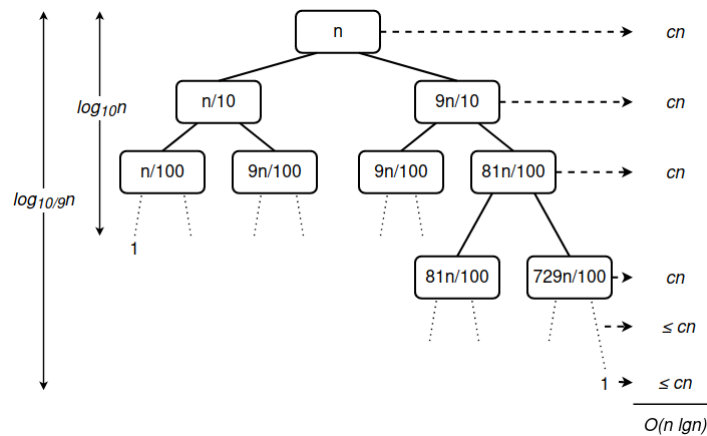 n cn
n/10 9n/10 cn
log10n
n/100 9n/100 9n/100 81n/100 cn
log10/9n
1
81n/100 729n/100 cn
≤ cn
1 ≤ cn
O(n lgn)